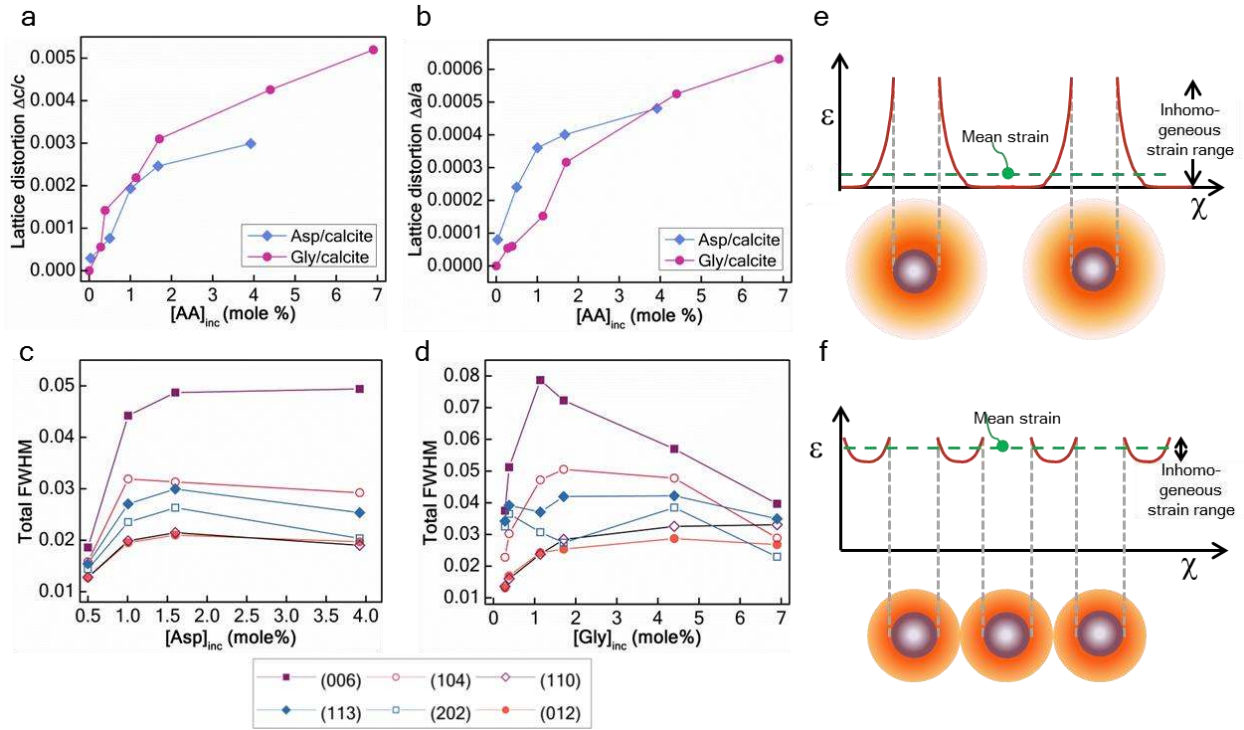 a
Lattice distortion Δc/c
0.005
0.004
0.003
0.002
0.001
0.000
Asp/calcite
Gly/calcite
0 1 2 3 4 5 6 7
[AA]inc (mole %)
b
Lattice distortion Δa/a
0.0006
0.0005
0.0004
0.0003
0.0002
0.0001
0.0000
Asp/calcite
Gly/calcite
0 1 2 3 4 5 6 7
[AA]inc (mole %)
c
Total FWHM
0.05
0.04
0.03
0.02
0.01
0.5 1.0 1.5 2.0 2.5 3.0 3.5 4.0
[Asp]inc (mole%)
d
Total FWHM
0.08
0.07
0.06
0.05
0.04
0.03
0.02
0.01
0 1 2 3 4 5 6 7
[Gly]inc (mole%)
(006) (104) (110)
(113) (202) (012)
e
ε
Mean strain
Inhomo-
geneous
strain range
χ
f
Mean strain
ε
Inhomo-
geneous
strain range
χ